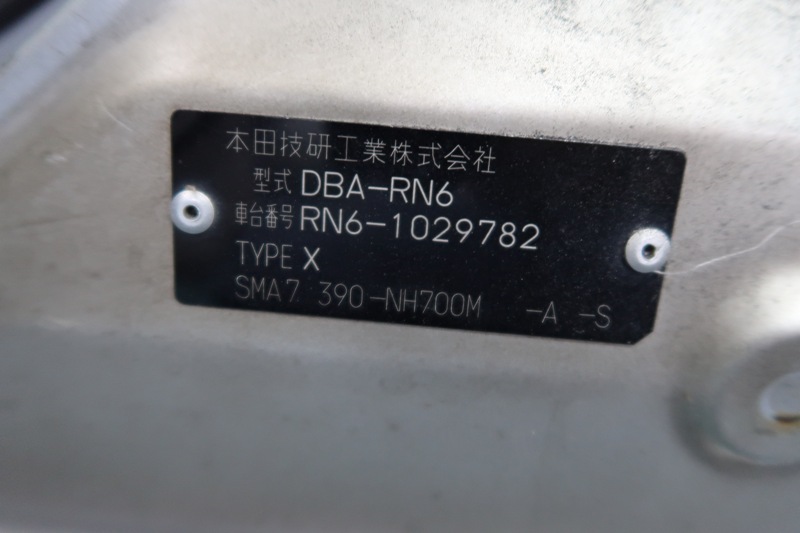 本田技研工業株式会社
型式 DBA-RN6
車台番号 RN6-1029782
TYPE X
SMA7 390-NH700M -A -S